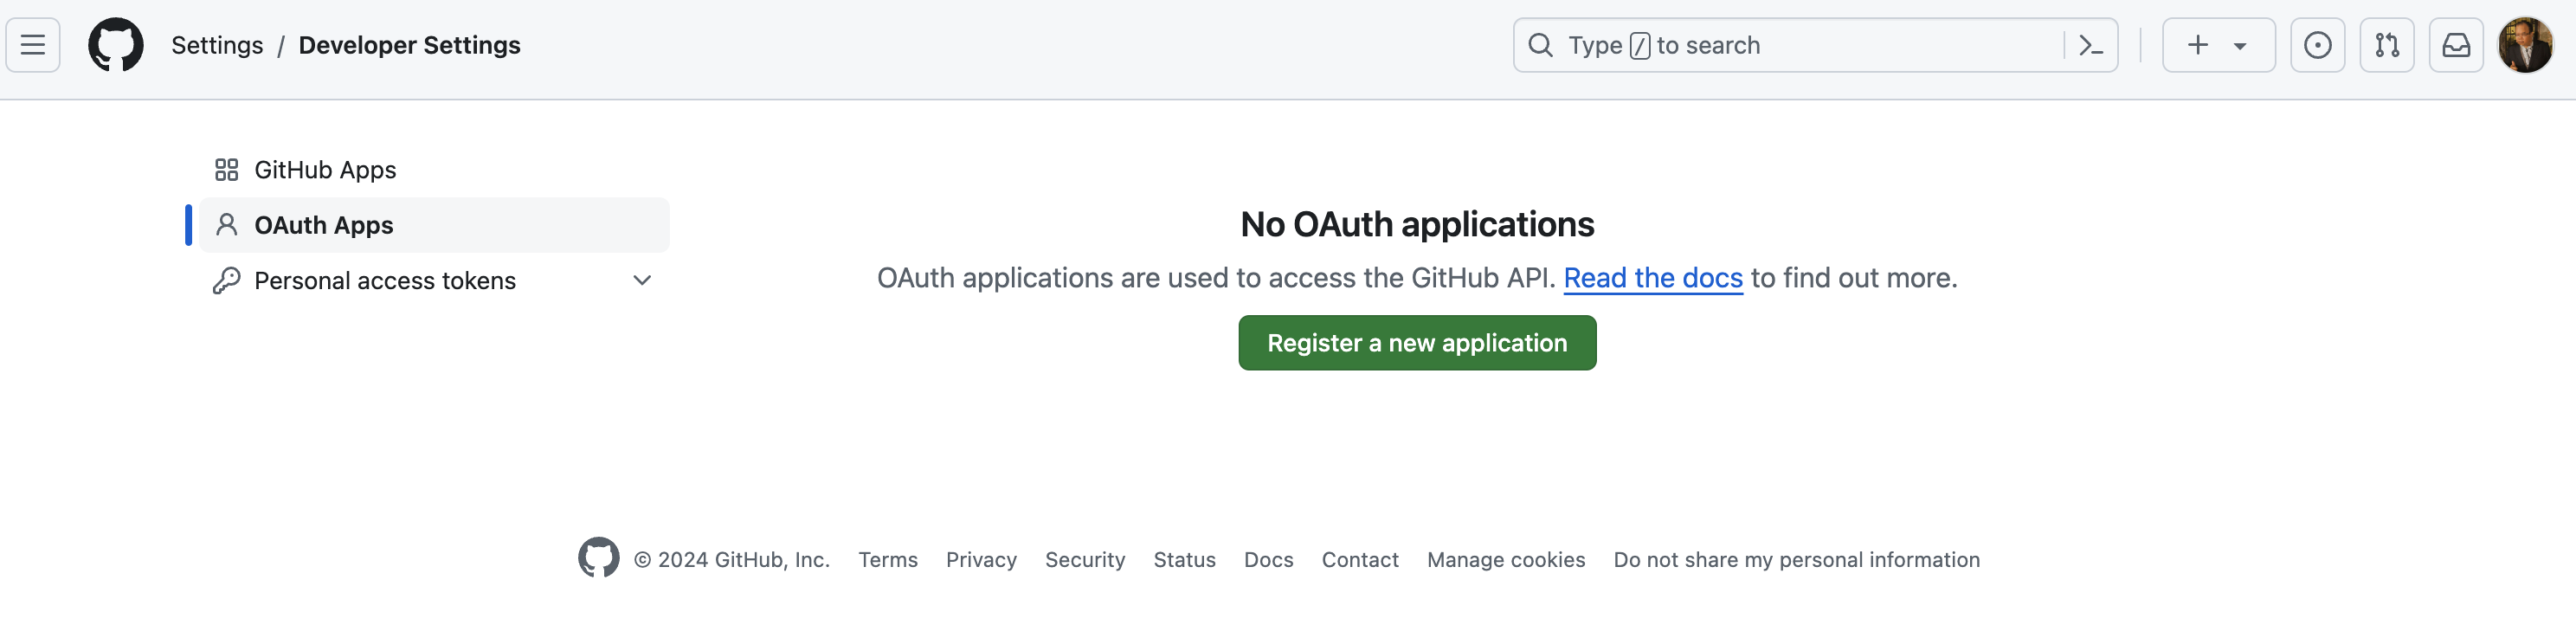 Settings / Developer Settings
Type / to search
GitHub Apps
OAuth Apps
Personal access tokens
No OAuth applications
OAuth applications are used to access the GitHub API. Read the docs to find out more.
Register a new application
© 2024 GitHub, Inc. Terms Privacy Security Status Docs Contact Manage cookies Do not share my personal information